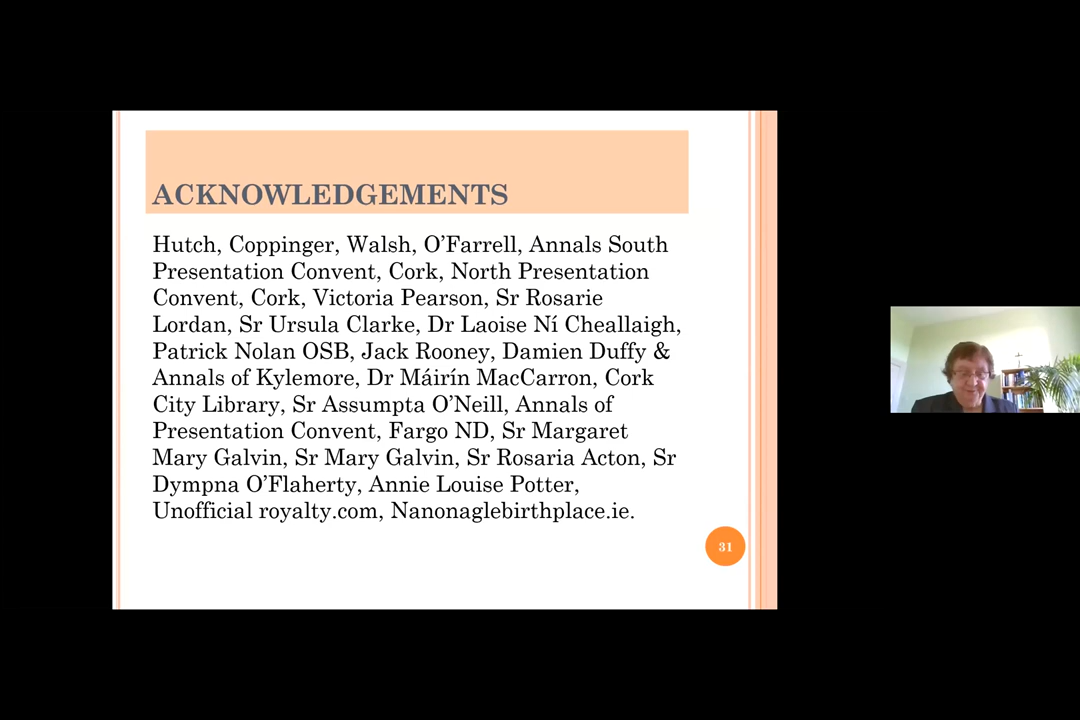 ACKNOWLEDGEMENTS
Hutch, Coppinger, Walsh, O’Farrell, Annals South
Presentation Convent, Cork, North Presentation
Convent, Cork, Victoria Pearson, Sr Rosarie
Lordan, Sr Ursula Clarke, Dr Laoise Ní Cheallaigh,
Patrick Nolan OSB, Jack Rooney, Damien Duffy &
Annals of Kylemore, Dr Máirín MacCarron, Cork
City Library, Sr Assumpta O’Neill, Annals of
Presentation Convent, Fargo ND, Sr Margaret
Mary Galvin, Sr Mary Galvin, Sr Rosaria Acton, Sr
Dympna O’Flaherty, Annie Louise Potter,
Unofficial royalty.com, Nanonaglebirthplace.ie.
31